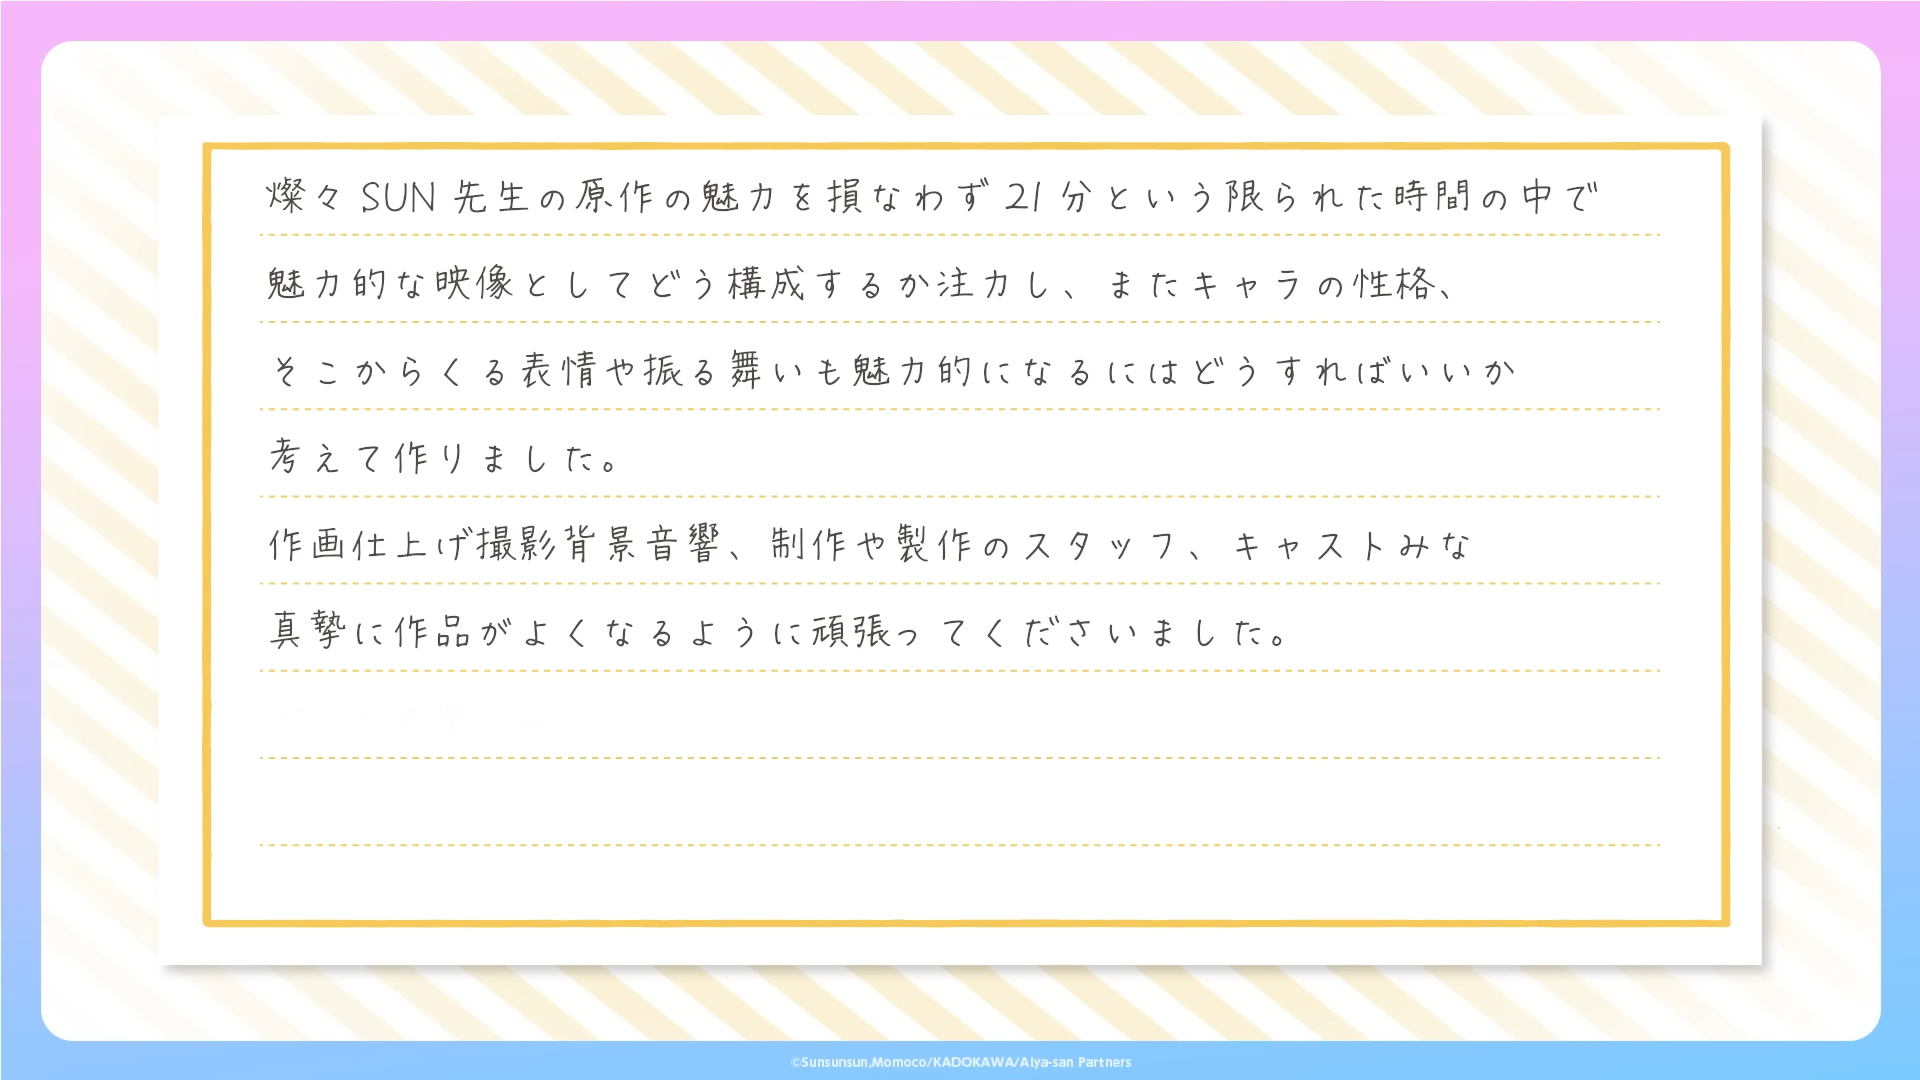 燦々SUN先生の原作の魅力を損なわず21分という限られた時間の中で
魅力的な映像としてどう構成するか注力し、またキャラの性格、
そこからくる表情や振る舞いも魅力的になるにはどうすればいいか
考えて作りました。
作画仕上げ撮影背景音響、制作や製作のスタッフ、キャストみな
真摯に作品がよくなるように頑張ってくださいました。
©Sunsunsun,Momoco/KADOKAWA/Alya-san Partners